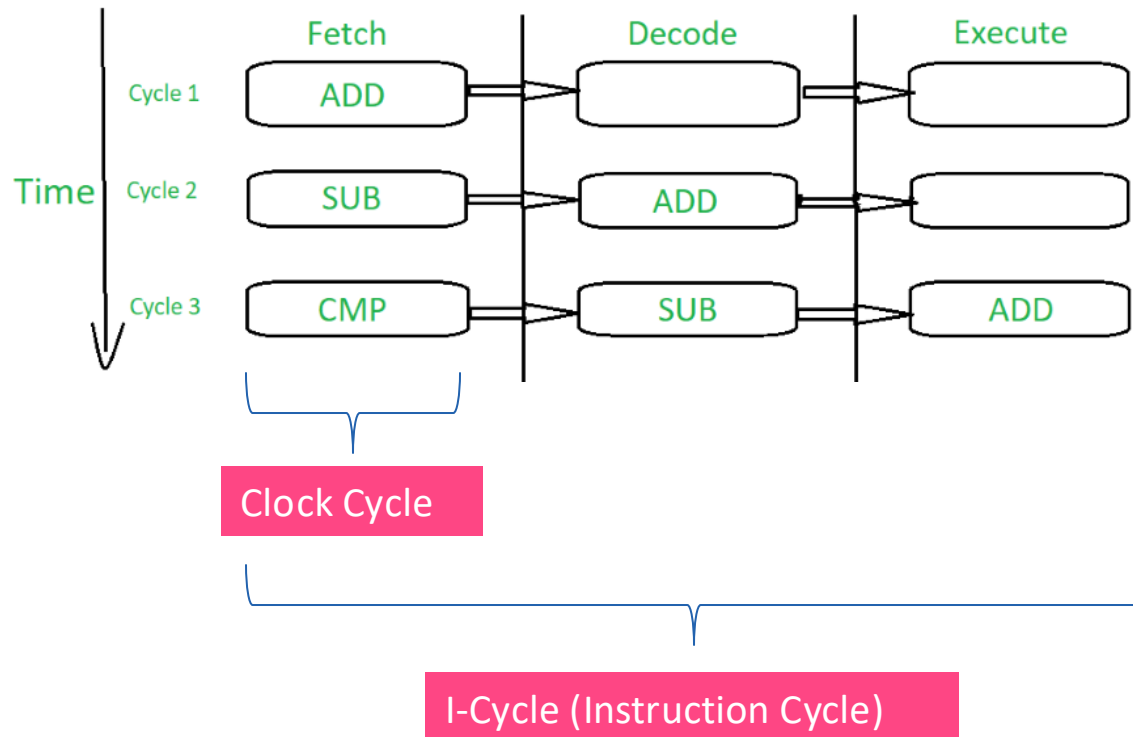 Fetch Decode Execute
Cycle 1 ADD
Time Cycle 2 SUB ADD
Cycle 3 CMP SUB ADD
Clock Cycle
I-Cycle (Instruction Cycle)